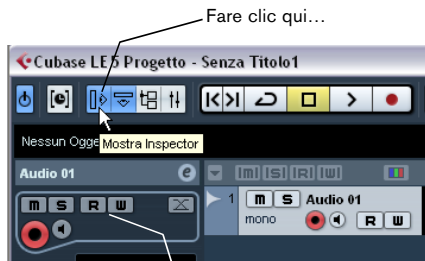 Fare clic qui…
Cubase LE 5 Progetto - Senza Titolo1
Nessun Ogge
Mostra Inspector
Audio 01 e m S R W
m S R W
1 m S Audio 01
mono R W